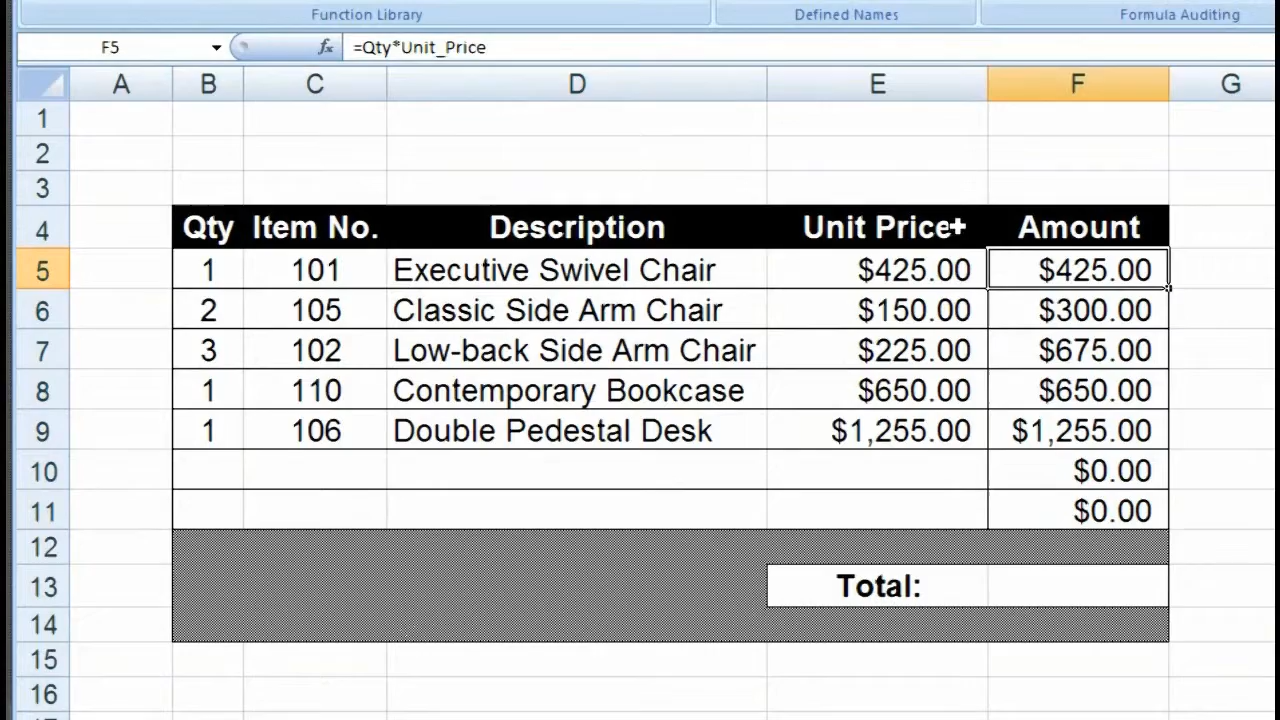 Function Library Defined Names Formula Auditing
F5 fx =Qty*Unit_Price
A B C D E F G
1
2
3
4 Qty Item No. Description Unit Price Amount
5 1 101 Executive Swivel Chair $425.00 $425.00
6 2 105 Classic Side Arm Chair $150.00 $300.00
7 3 102 Low-back Side Arm Chair $225.00 $675.00
8 1 110 Contemporary Bookcase $650.00 $650.00
9 1 106 Double Pedestal Desk $1,255.00 $1,255.00
10 $0.00
11 $0.00
12
13 Total:
14
15
16